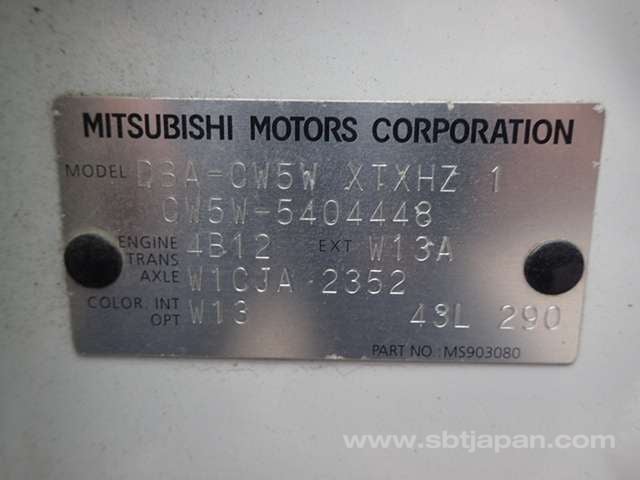 MITSUBISHI MOTORS CORPORATION
MODEL DBA-CW5W XTXHZ 1
CW5W-5404448
ENGINE 4B12 EXT W13A
TRANS AXLE W1CJA 2352
COLOR. INT OPT W13 43L 290
PART NO.:MS903080
www.sbtjapan.com